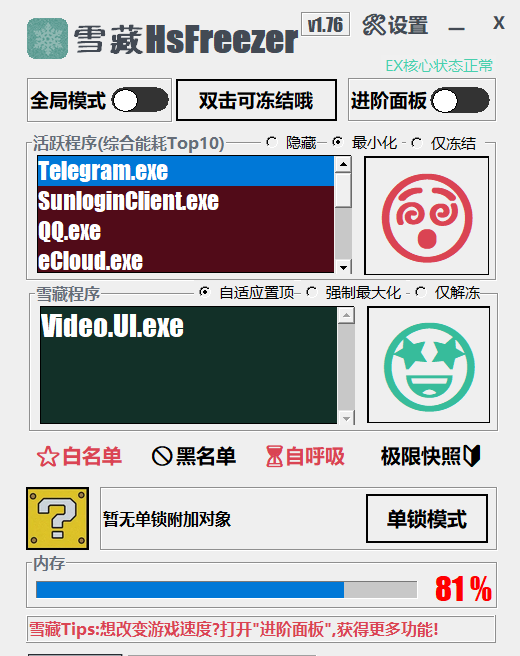 雪藏HsFreezer v1.76 设置 — X
EX核心状态正常
全局模式 双击可冻结哦 进阶面板
活跃程序(综合能耗Top10) 隐藏 最小化 仅冻结
Telegram.exe
SunloginClient.exe
QQ.exe
eCloud.exe
雪藏程序 自适应置顶 强制最大化 仅解冻
Video.UI.exe
白名单 黑名单 自呼吸 极限快照
暂无单锁附加对象 单锁模式
内存
81 %
雪藏Tips:想改变游戏速度?打开"进阶面板",获得更多功能!